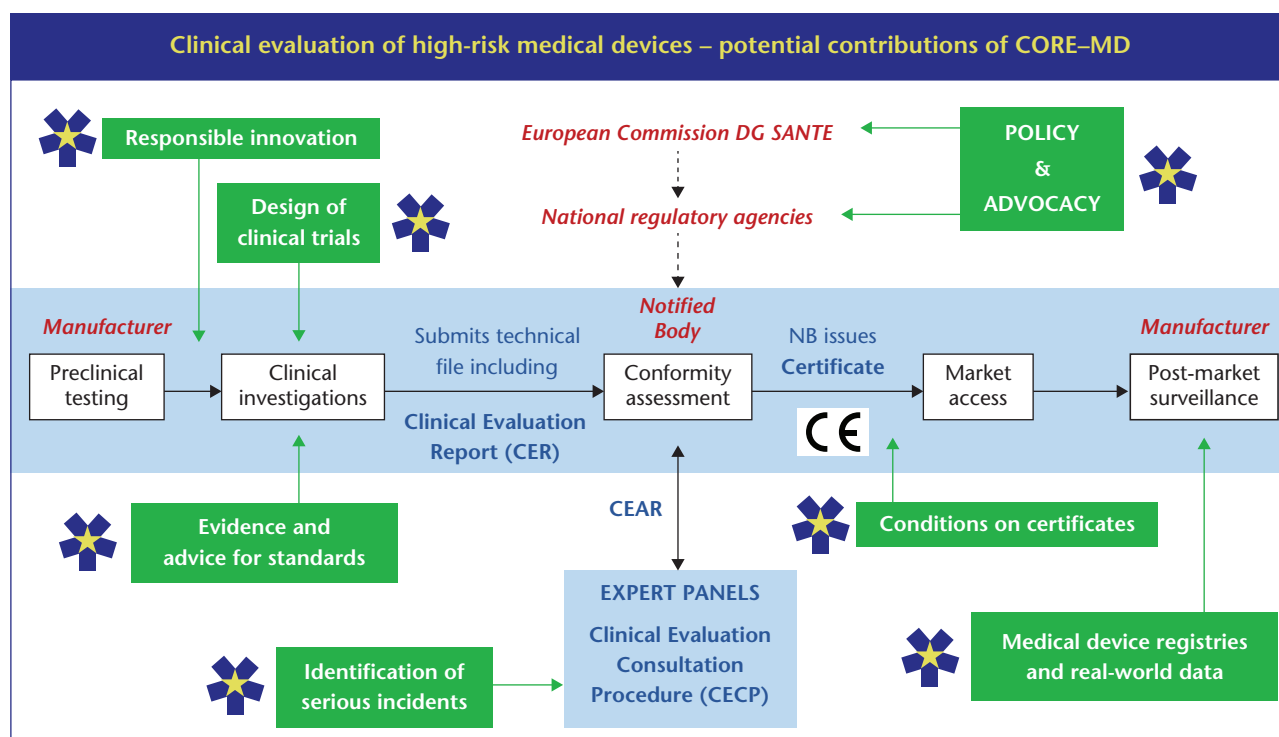 Clinical evaluation of high-risk medical devices – potential contributions of CORE–MD
Responsible innovation
Design of
clinical trials
European Commission DG SANTE
National regulatory agencies
POLICY
&
ADVOCACY
Manufacturer
Preclinical
testing
Clinical
investigations
Submits technical
file including
Clinical Evaluation
Report (CER)
Notified
Body
Conformity
assessment
NB issues
Certificate
CE
Market
access
Manufacturer
Post-market
surveillance
Evidence and
advice for standards
CEAR
Conditions on certificates
EXPERT PANELS
Clinical Evaluation
Consultation
Procedure (CECP)
Identification of
serious incidents
Medical device registries
and real-world data